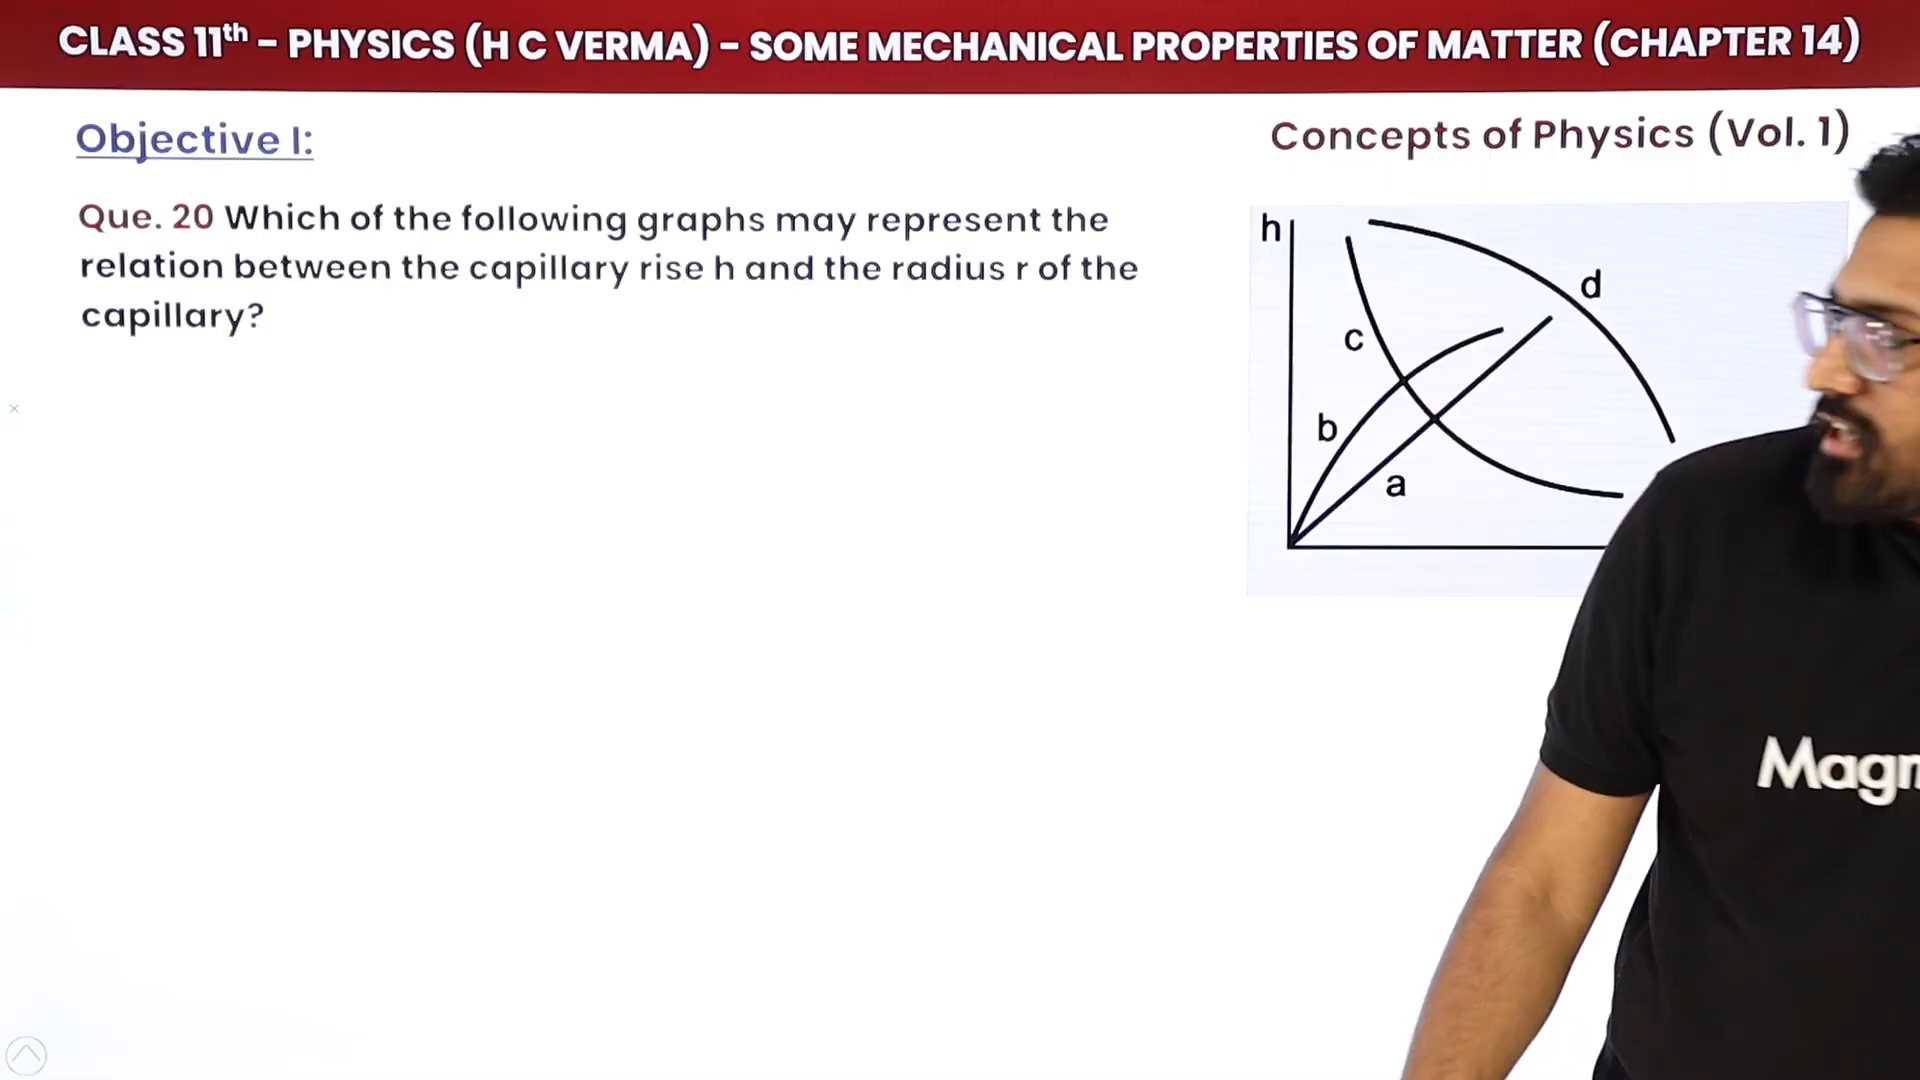 CLASS 11th - PHYSICS (H C VERMA) - SOME MECHANICAL PROPERTIES OF MATTER (CHAPTER 14)
Objective I:
Concepts of Physics (Vol. 1)
Que. 20 Which of the following graphs may represent the
relation between the capillary rise h and the radius r of the
capillary?
h
d
c
b
a
Magn